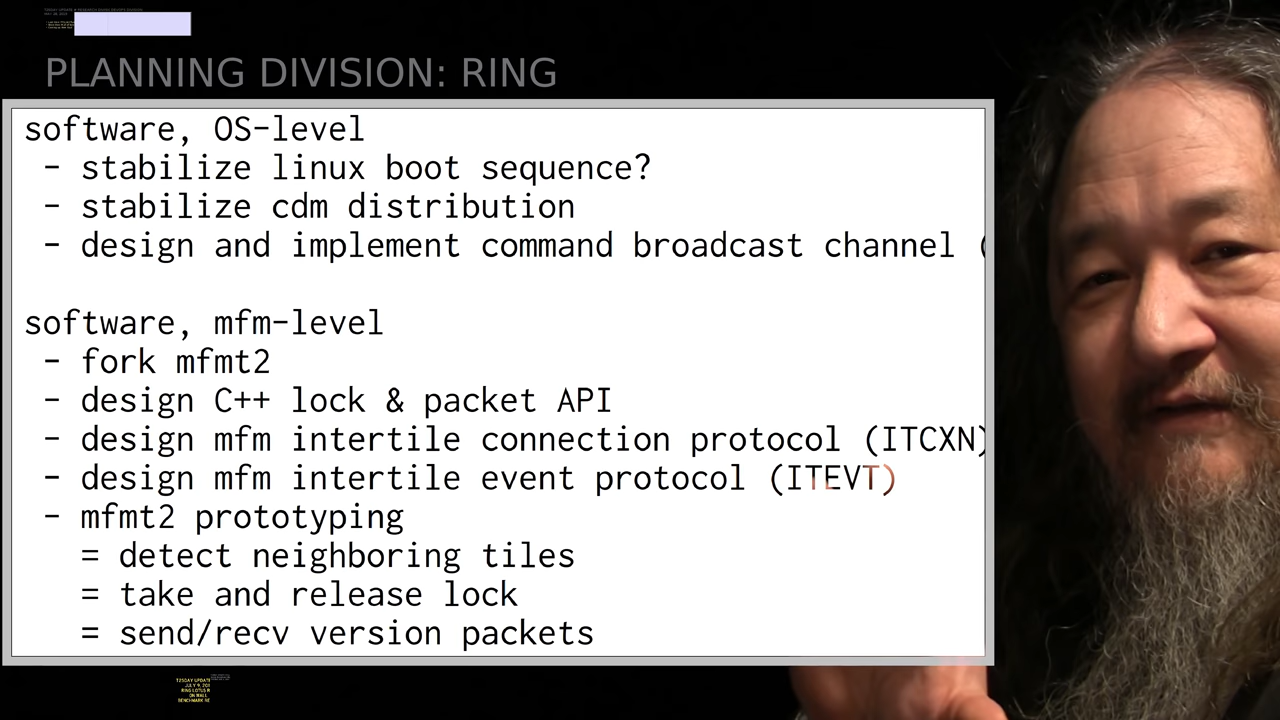 PLANNING DIVISION: RING
software, OS-level
- stabilize linux boot sequence?
- stabilize cdm distribution
- design and implement command broadcast channel (
software, mfm-level
- fork mfmt2
- design C++ lock & packet API
- design mfm intertile connection protocol (ITCXN)
- design mfm intertile event protocol (ITEVT)
- mfmt2 prototyping
= detect neighboring tiles
= take and release lock
= send/recv version packets